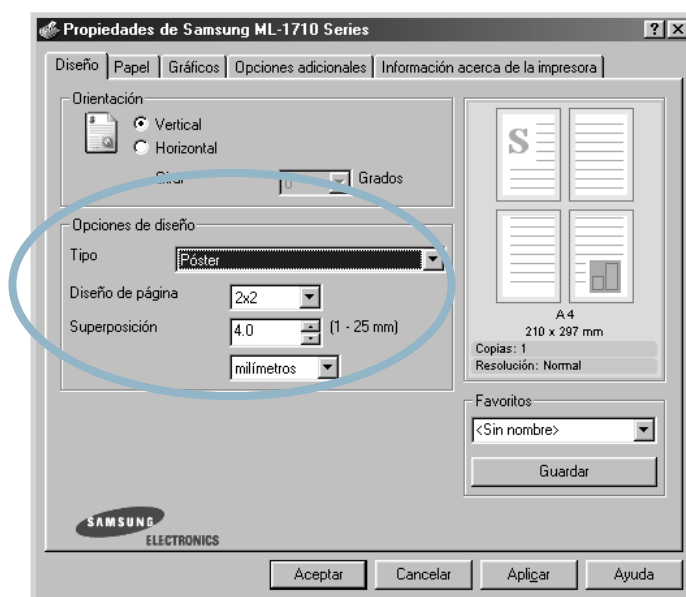 Propiedades de Samsung ML-1710 Series
Diseño Papel Gráficos Opciones adicionales Información acerca de la impresora
Orientación
Vertical
Horizontal
Girar 0 Grados
Opciones de diseño
Tipo Póster
Diseño de página 2x2
Superposición 4.0 (1 - 25 mm)
milímetros
S
A4
210 x 297 mm
Copias: 1
Resolución: Normal
Favoritos
<Sin nombre>
Guardar
SAMSUNG
ELECTRONICS
Aceptar Cancelar Aplicar Ayuda